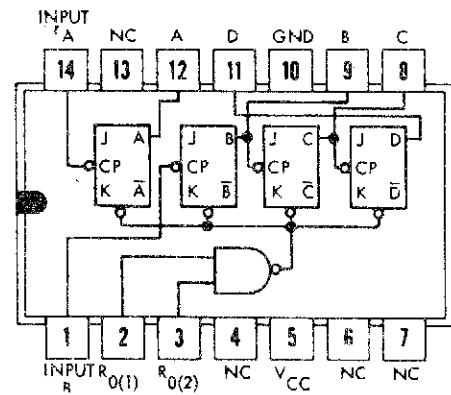 INPUT
A NC A D GND B C
14 13 12 11 10 9 8
J A J B J C J D
CP CP CP CP
K A̅ K B̅ K C̅ K D̅
1 2 3 4 5 6 7
INPUT R0(1) R0(2) NC VCC NC NC
B